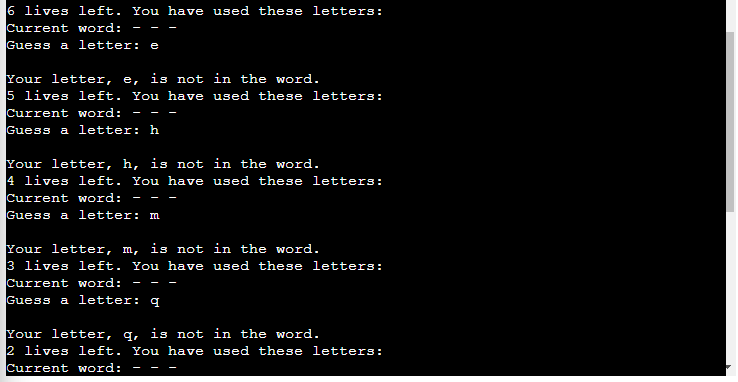 6 lives left. You have used these letters:
Current word: - - -
Guess a letter: e
Your letter, e, is not in the word.
5 lives left. You have used these letters:
Current word: - - -
Guess a letter: h
Your letter, h, is not in the word.
4 lives left. You have used these letters:
Current word: - - -
Guess a letter: m
Your letter, m, is not in the word.
3 lives left. You have used these letters:
Current word: - - -
Guess a letter: q
Your letter, q, is not in the word.
2 lives left. You have used these letters:
Current word: - - -